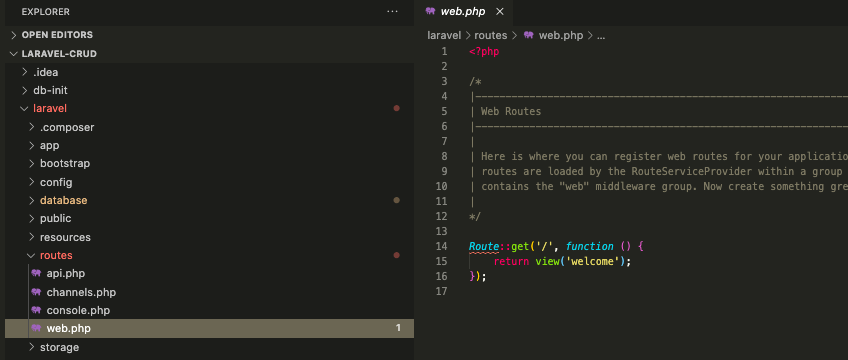 EXPLORER
···
OPEN EDITORS
LARAVEL-CRUD
.idea
db-init
laravel
.composer
app
bootstrap
config
database
public
resources
routes
api.php
channels.php
console.php
web.php 1
storage
web.php ×
laravel > routes > web.php > ...
1 <?php
2
3 /*
4 |--------------------------------------------------------------------------
5 | Web Routes
6 |--------------------------------------------------------------------------
7 |
8 | Here is where you can register web routes for your applicatio
9 | routes are loaded by the RouteServiceProvider within a group
10 | contains the "web" middleware group. Now create something gre
11 |
12 */
13
14 Route::get('/', function () {
15 return view('welcome');
16 });
17